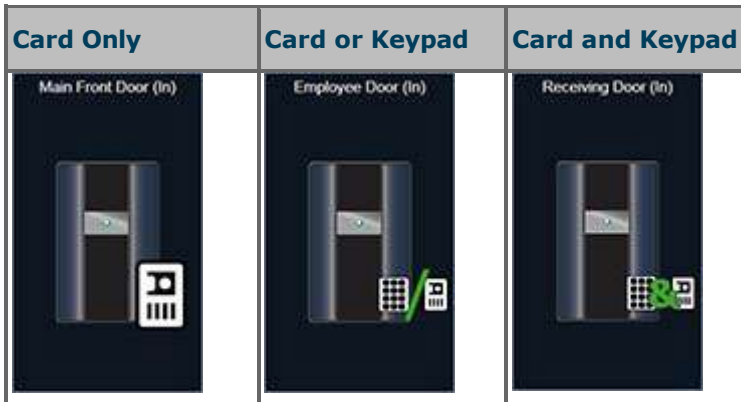 Card Only
Card or Keypad
Card and Keypad
Main Front Door (In)
Employee Door (In)
Receiving Door (In)
&